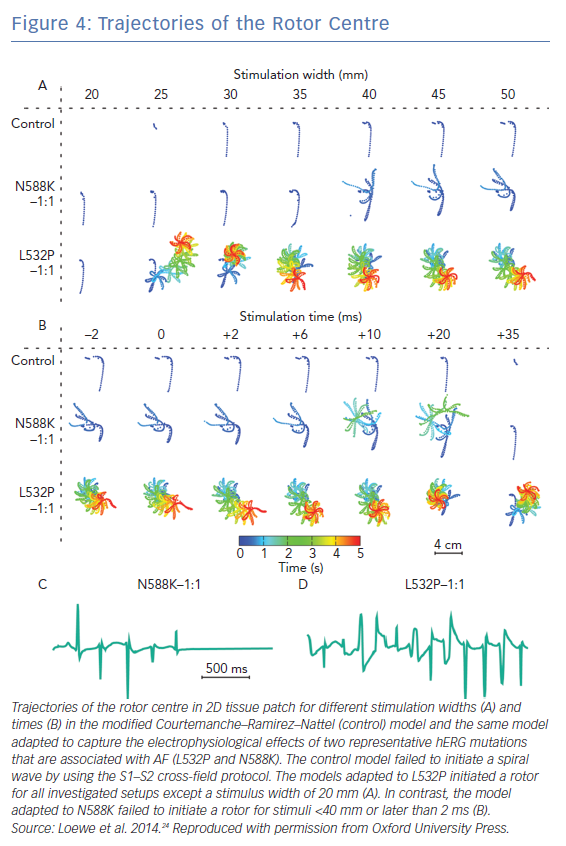 Figure 4: Trajectories of the Rotor Centre
A
Stimulation width (mm)
20 25 30 35 40 45 50
Control
N588K
–1:1
L532P
–1:1
B
Stimulation time (ms)
–2 0 +2 +6 +10 +20 +35
Control
N588K
–1:1
L532P
–1:1
0 1 2 3 4 5
Time (s)
4 cm
C N588K–1:1
D L532P–1:1
500 ms
Trajectories of the rotor centre in 2D tissue patch for different stimulation widths (A) and
times (B) in the modified Courtemanche–Ramirez–Nattel (control) model and the same model
adapted to capture the electrophysiological effects of two representative hERG mutations
that are associated with AF (L532P and N588K). The control model failed to initiate a spiral
wave by using the S1–S2 cross-field protocol. The models adapted to L532P initiated a rotor
for all investigated setups except a stimulus width of 20 mm (A). In contrast, the model
adapted to N588K failed to initiate a rotor for stimuli <40 mm or later than 2 ms (B).
Source: Loewe et al. 2014.²⁴ Reproduced with permission from Oxford University Press.